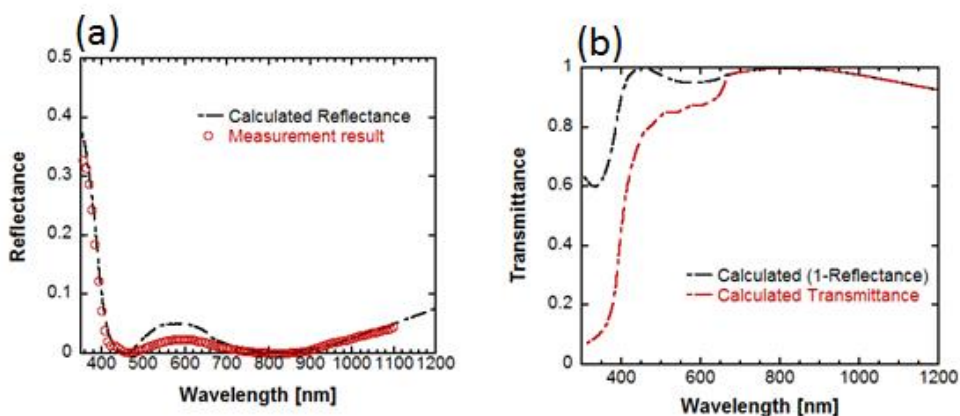 (a)
0.5
0.4
0.3
0.2
0.1
0
Reflectance
Calculated Reflectance
Measurement result
400 500 600 700 800 900 1000 1100 1200
Wavelength [nm]
(b)
1
0.8
0.6
0.4
0.2
0
Transmittance
Calculated (1-Reflectance)
Calculated Transmittance
400 600 800 1000 1200
Wavelength [nm]